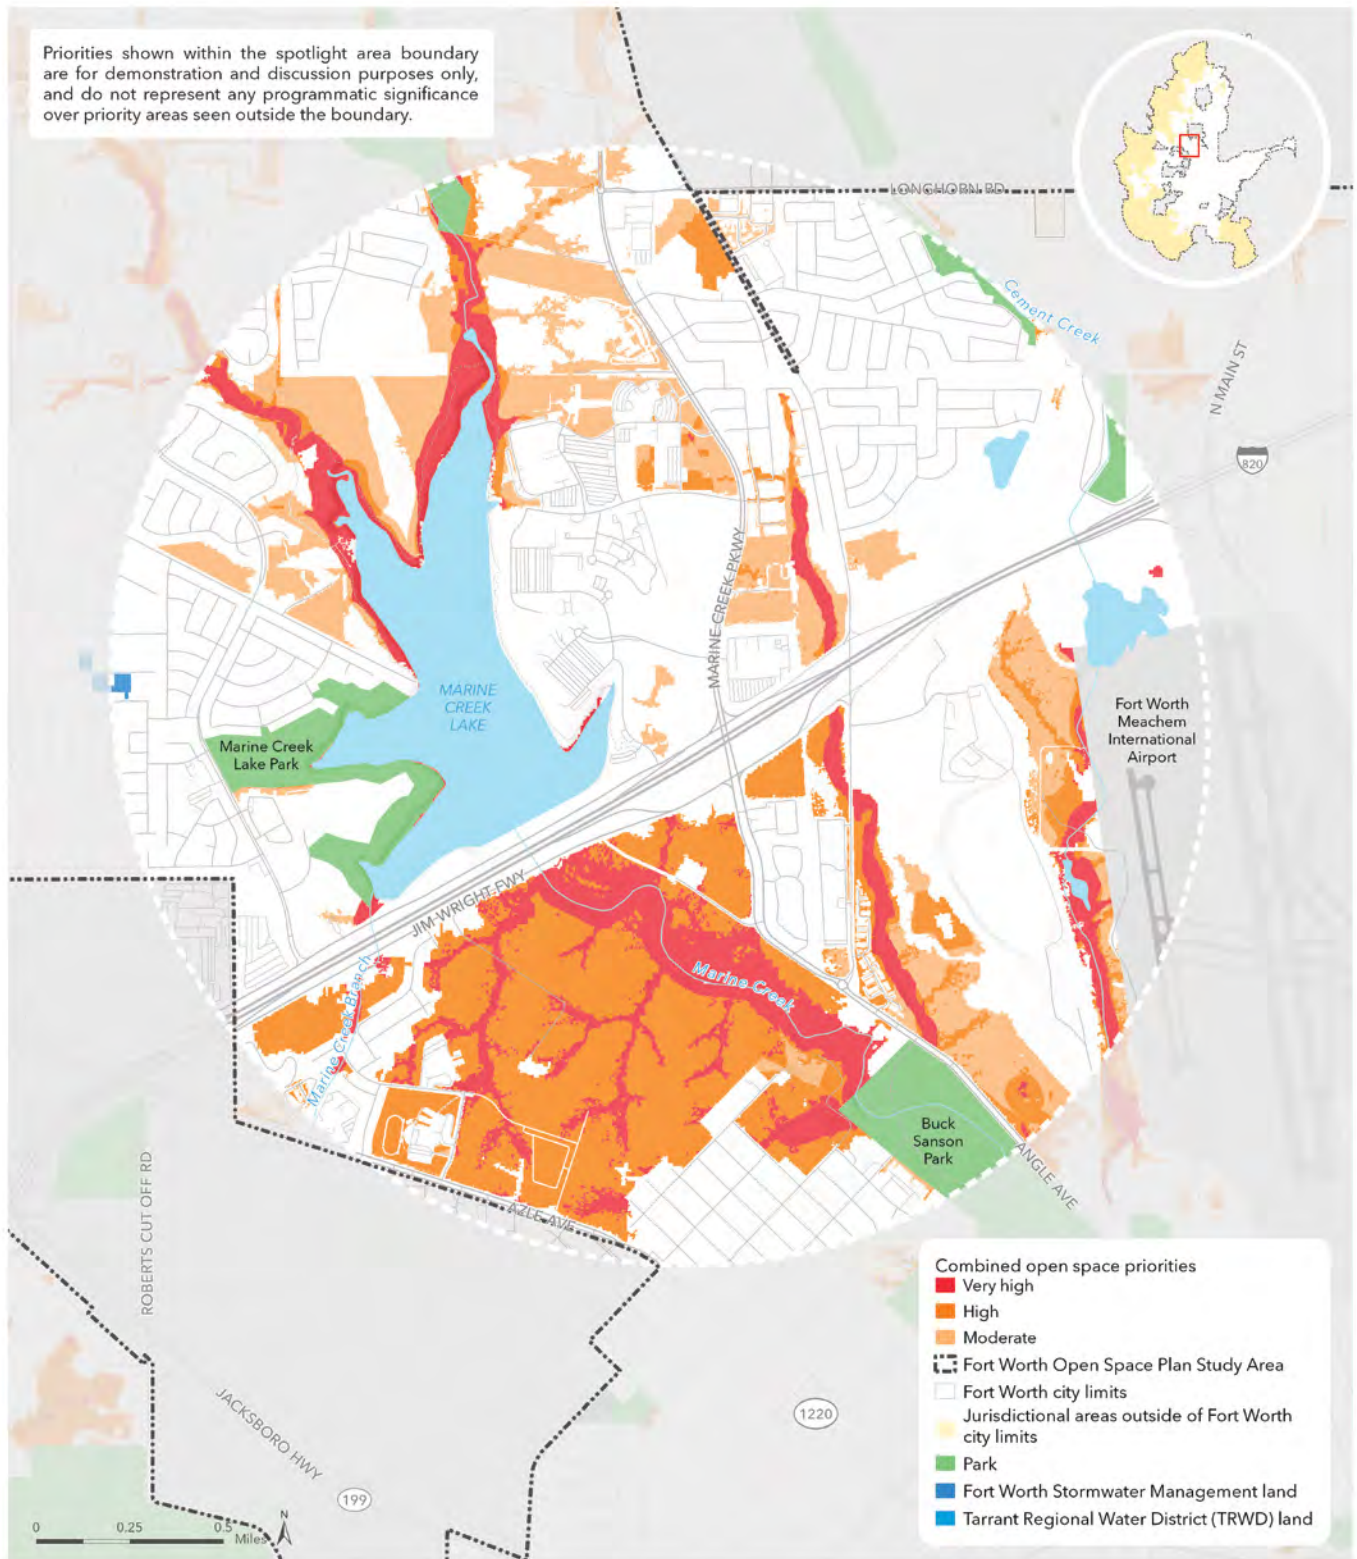 Priorities shown within the spotlight area boundary
are for demonstration and discussion purposes only,
and do not represent any programmatic significance
over priority areas seen outside the boundary.
LONGHORN RD
Cement Creek
N MAIN ST
820
MARINE CREEK PKWY
MARINE
CREEK
LAKE
Marine Creek
Lake Park
Fort Worth
Meacham
International
Airport
JIM WRIGHT FWY
Marine Creek
Marine Creek Branch
Buck
Sanson
Park
ANGLE AVE
AZLE AVE
ROBERTS CUT OFF RD
JACKSBORO HWY
199
1220
Combined open space priorities
Very high
High
Moderate
Fort Worth Open Space Plan Study Area
Fort Worth city limits
Jurisdictional areas outside of Fort Worth
city limits
Park
Fort Worth Stormwater Management land
Tarrant Regional Water District (TRWD) land
0 0.25 0.5
Miles
N